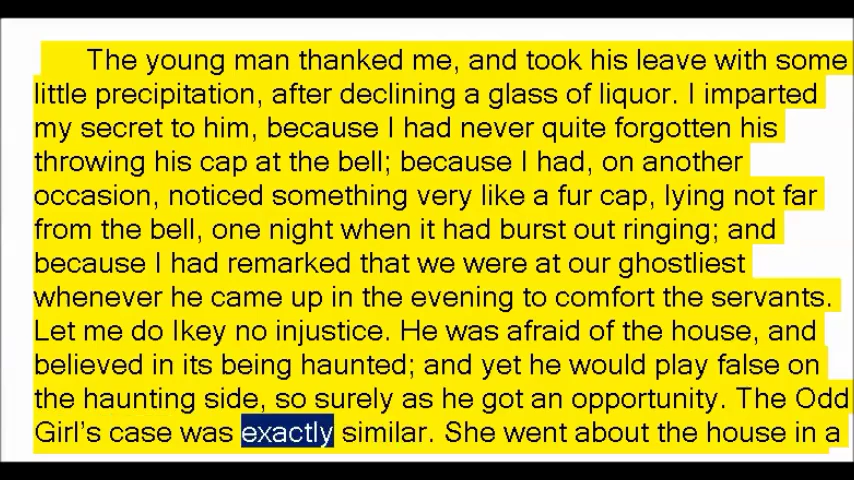 The young man thanked me, and took his leave with some
little precipitation, after declining a glass of liquor. I imparted
my secret to him, because I had never quite forgotten his
throwing his cap at the bell; because I had, on another
occasion, noticed something very like a fur cap, lying not far
from the bell, one night when it had burst out ringing; and
because I had remarked that we were at our ghostliest
whenever he came up in the evening to comfort the servants.
Let me do Ikey no injustice. He was afraid of the house, and
believed in its being haunted; and yet he would play false on
the haunting side, so surely as he got an opportunity. The Odd
Girl’s case was exactly similar. She went about the house in a